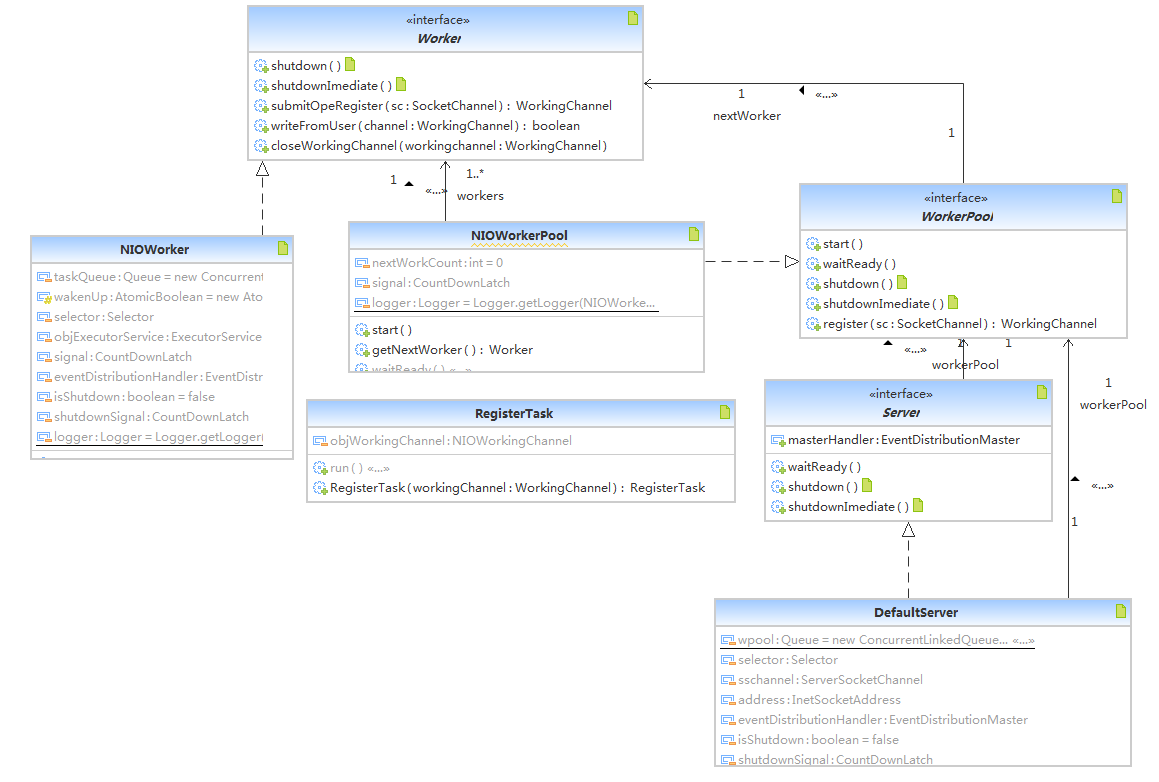 «interface»
Worker
shutdown()
shutdownImediate()
submitOpeRegister(sc:SocketChannel): WorkingChannel
writeFromUser(channel:WorkingChannel): boolean
closeWorkingChannel(workingchannel:WorkingChannel)
1
«...»
nextWorker
1
1
«...»
1..*
workers
«interface»
WorkerPool
start()
waitReady()
shutdown()
shutdownImediate()
register(sc:SocketChannel): WorkingChannel
NIOWorker
taskQueue:Queue = new Concurrent
wakenUp:AtomicBoolean = new Ato
selector:Selector
objExecutorService:ExecutorService
signal:CountDownLatch
eventDistributionHandler:EventDistr
isShutdown:boolean = false
shutdownSignal:CountDownLatch
logger:Logger = Logger.getLogger(
NIOWorkerPool
nextWorkCount:int = 0
signal:CountDownLatch
logger:Logger = Logger.getLogger(NIOWorke...
start()
getNextWorker(): Worker
waitReady() «...»
«...»
1
1
workerPool
1
workerPool
«...»
1
RegisterTask
objWorkingChannel:NIOWorkingChannel
run() «...»
RegisterTask(workingChannel:WorkingChannel): RegisterTask
«interface»
Server
masterHandler:EventDistributionMaster
waitReady()
shutdown()
shutdownImediate()
DefaultServer
wpool:Queue = new ConcurrentLinkedQueue... «...»
selector:Selector
sschannel:ServerSocketChannel
address:InetSocketAddress
eventDistributionHandler:EventDistributionMaster
isShutdown:boolean = false
shutdownSignal:CountDownLatch